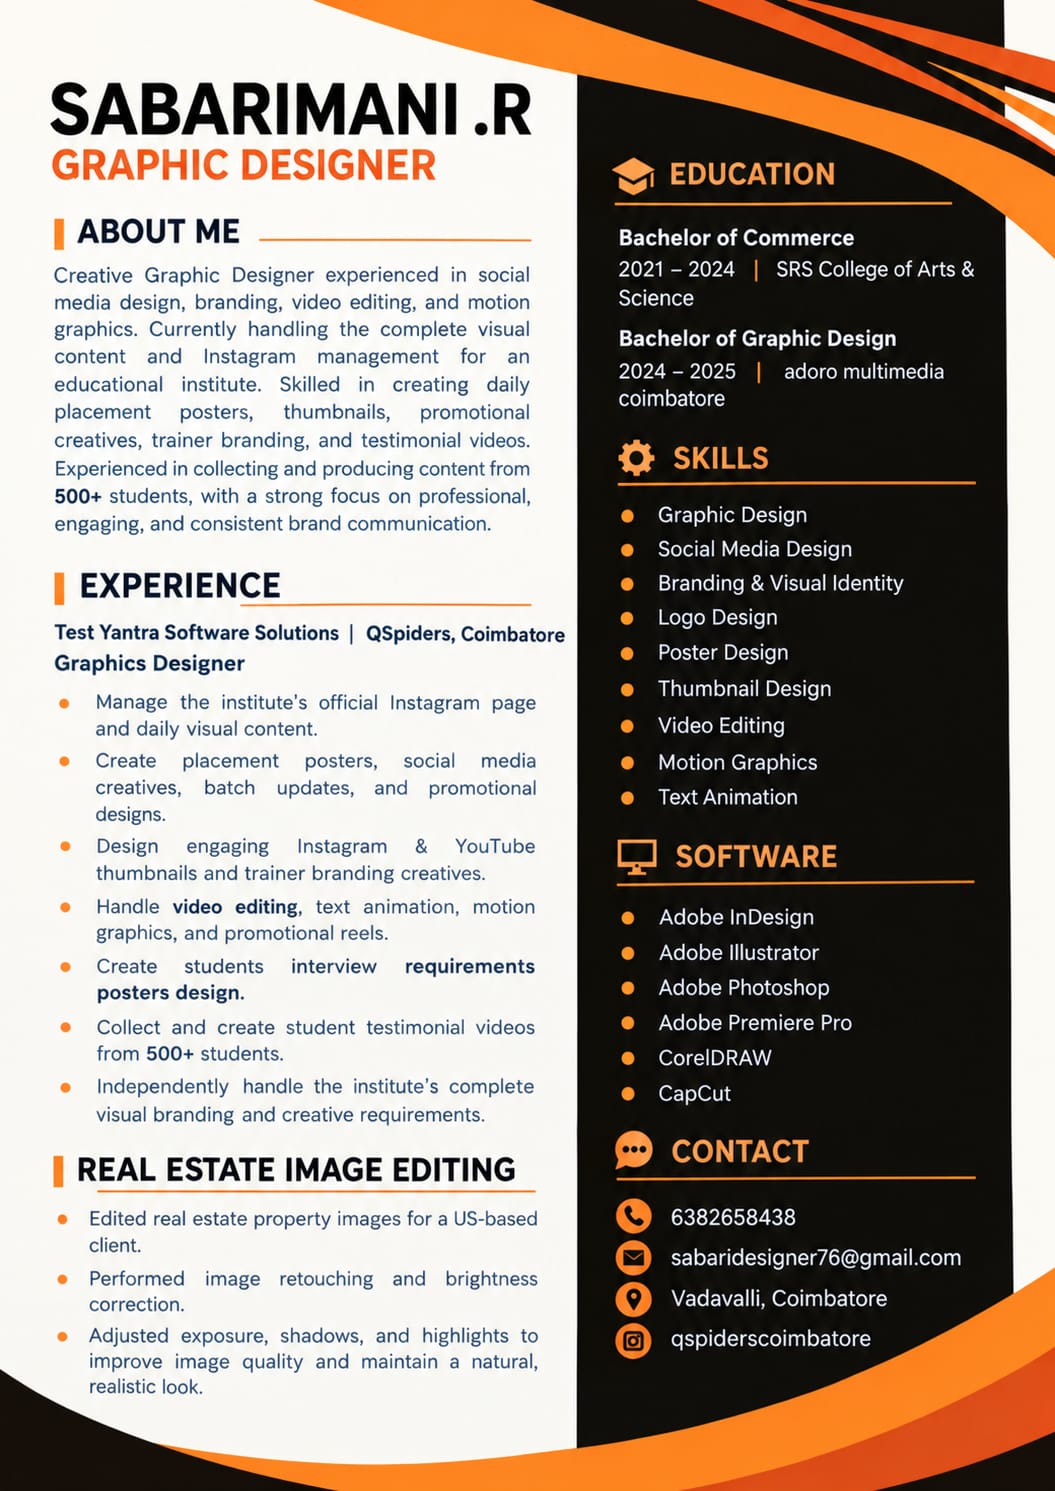 SABARIMANI .R
GRAPHIC DESIGNER
ABOUT ME
Creative Graphic Designer experienced in social
media design, branding, video editing, and motion
graphics. Currently handling the complete visual
content and Instagram management for an
educational institute. Skilled in creating daily
placement posters, thumbnails, promotional
creatives, trainer branding, and testimonial videos.
Experienced in collecting and producing content from
500+ students, with a strong focus on professional,
engaging, and consistent brand communication.
EXPERIENCE
Test Yantra Software Solutions | QSpiders, Coimbatore
Graphics Designer
Manage the institute's official Instagram page
and daily visual content.
Create placement posters, social media
creatives, batch updates, and promotional
designs.
Design engaging Instagram & YouTube
thumbnails and trainer branding creatives.
Handle video editing, text animation, motion
graphics, and promotional reels.
Create students interview requirements
posters design.
Collect and create student testimonial videos
from 500+ students.
Independently handle the institute's complete
visual branding and creative requirements.
REAL ESTATE IMAGE EDITING
Edited real estate property images for a US-based
client.
Performed image retouching and brightness
correction.
Adjusted exposure, shadows, and highlights to
improve image quality and maintain a natural,
realistic look.
EDUCATION
Bachelor of Commerce
2021 – 2024 | SRS College of Arts &
Science
Bachelor of Graphic Design
2024 – 2025 | adoro multimedia
coimbatore
SKILLS
Graphic Design
Social Media Design
Branding & Visual Identity
Logo Design
Poster Design
Thumbnail Design
Video Editing
Motion Graphics
Text Animation
SOFTWARE
Adobe InDesign
Adobe Illustrator
Adobe Photoshop
Adobe Premiere Pro
CorelDRAW
CapCut
CONTACT
6382658438
sabaridesigner76@gmail.com
Vadavalli, Coimbatore
qspiderscoimbatore